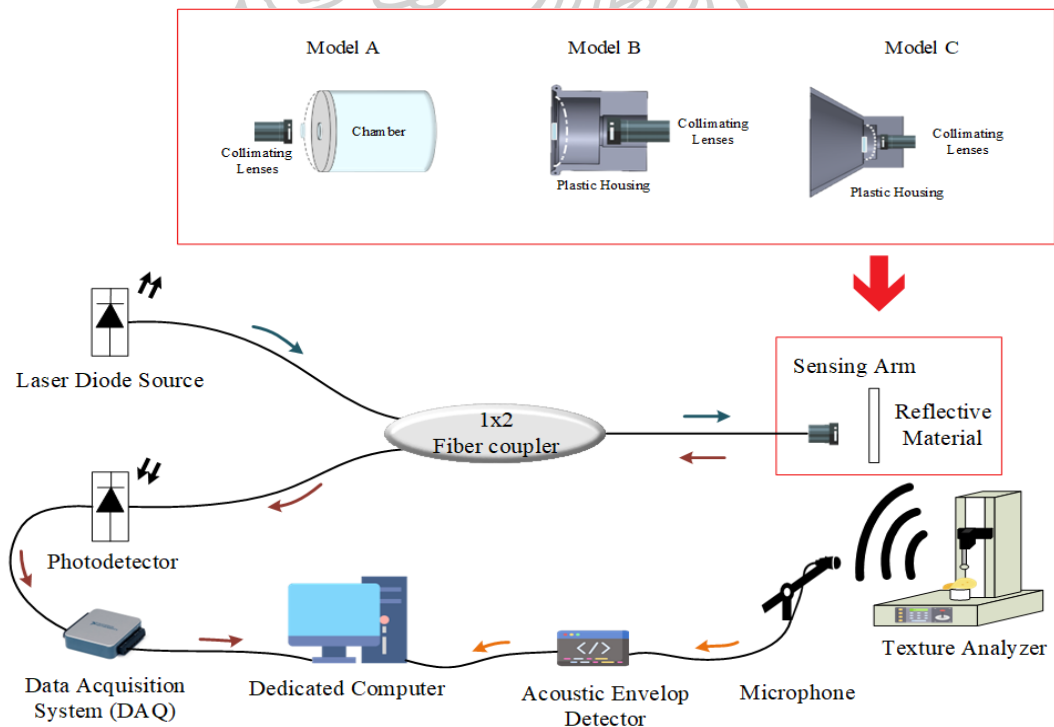 Model A
Model B
Model C
Chamber
Collimating
Lenses
Collimating
Lenses
Plastic Housing
Collimating
Lenses
Plastic Housing
Laser Diode Source
1x2
Fiber coupler
Sensing Arm
Reflective
Material
Photodetector
Data Acquisition
System (DAQ)
Dedicated Computer
</>
Acoustic Envelop
Detector
Microphone
Texture Analyzer